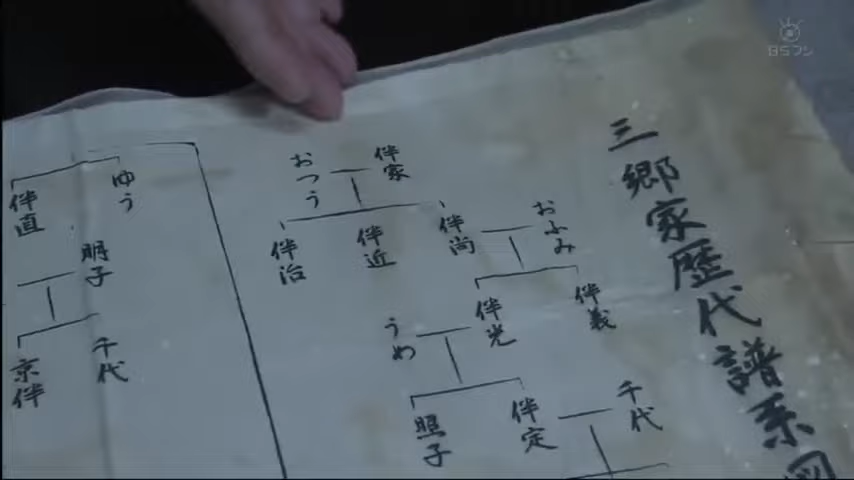 三郷家歴代譜系図
伴家
おつう
伴尚
伴近
伴治
おふみ
伴義
伴光
うめ
千代
伴定
照子
ゆう
伴直
明子
千代
京伴
BSフジ